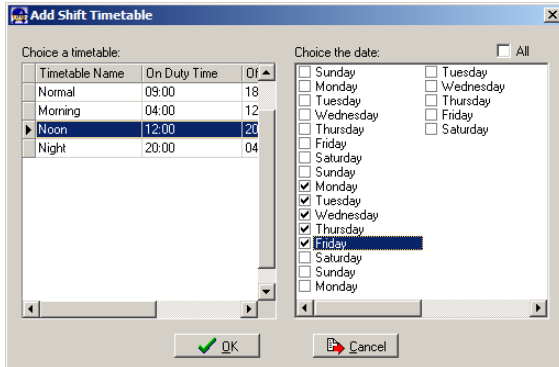 Add Shift Timetable
Choice a timetable:
Timetable Name On Duty Time Of
Normal 09:00 18
Morning 04:00 12
Noon 12:00 20
Night 20:00 04
Choice the date: All
Sunday
Monday
Tuesday
Wednesday
Thursday
Friday
Saturday
Sunday
Monday
Tuesday
Wednesday
Thursday
Friday
Saturday
Sunday
Monday
Tuesday
Wednesday
Thursday
Friday
Saturday
OK
Cancel